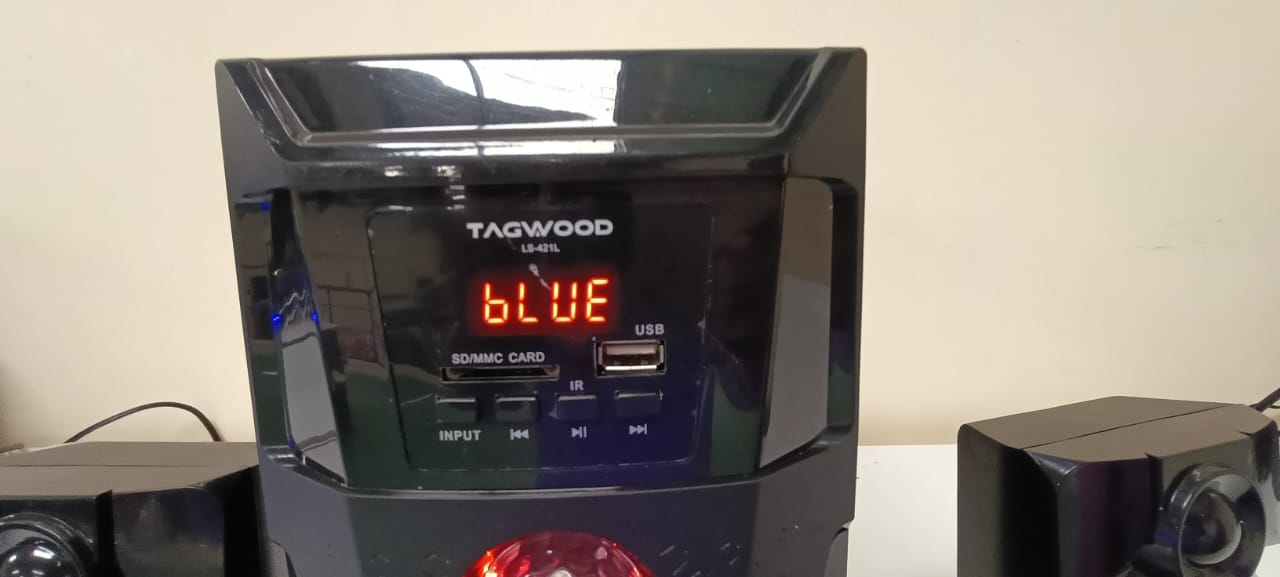 TAGWOOD
LS-421L
bLUE
USB
SD/MMC CARD
IR
INPUT